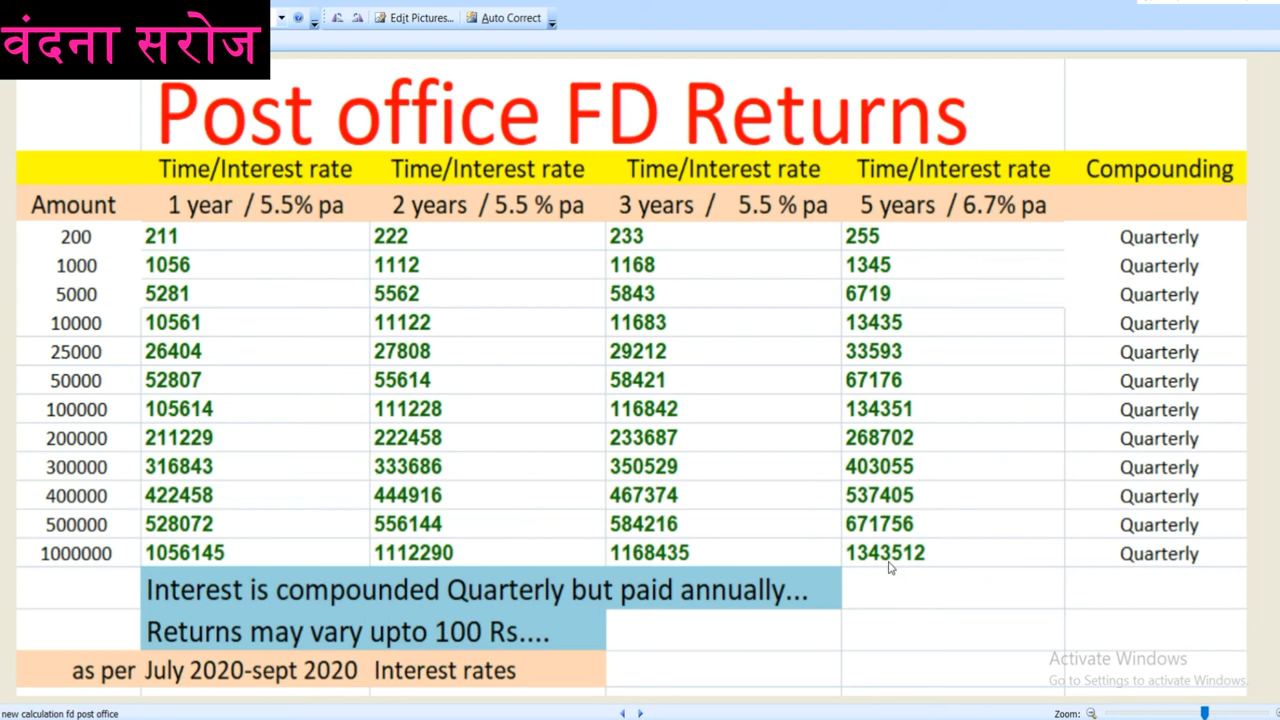 Edit Pictures... Auto Correct
वंदना सरोज
Post office FD Returns
Time/Interest rate Time/Interest rate Time/Interest rate Time/Interest rate Compounding
Amount 1 year / 5.5% pa 2 years / 5.5 % pa 3 years / 5.5 % pa 5 years / 6.7% pa
200 211 222 233 255 Quarterly
1000 1056 1112 1168 1345 Quarterly
5000 5281 5562 5843 6719 Quarterly
10000 10561 11122 11683 13435 Quarterly
25000 26404 27808 29212 33593 Quarterly
50000 52807 55614 58421 67176 Quarterly
100000 105614 111228 116842 134351 Quarterly
200000 211229 222458 233687 268702 Quarterly
300000 316843 333686 350529 403055 Quarterly
400000 422458 444916 467374 537405 Quarterly
500000 528072 556144 584216 671756 Quarterly
1000000 1056145 1112290 1168435 1343512 Quarterly
Interest is compounded Quarterly but paid annually...
Returns may vary upto 100 Rs....
as per July 2020-sept 2020 Interest rates
Activate Windows
Go to Settings to activate Windows.
new calculation fd post office Zoom: